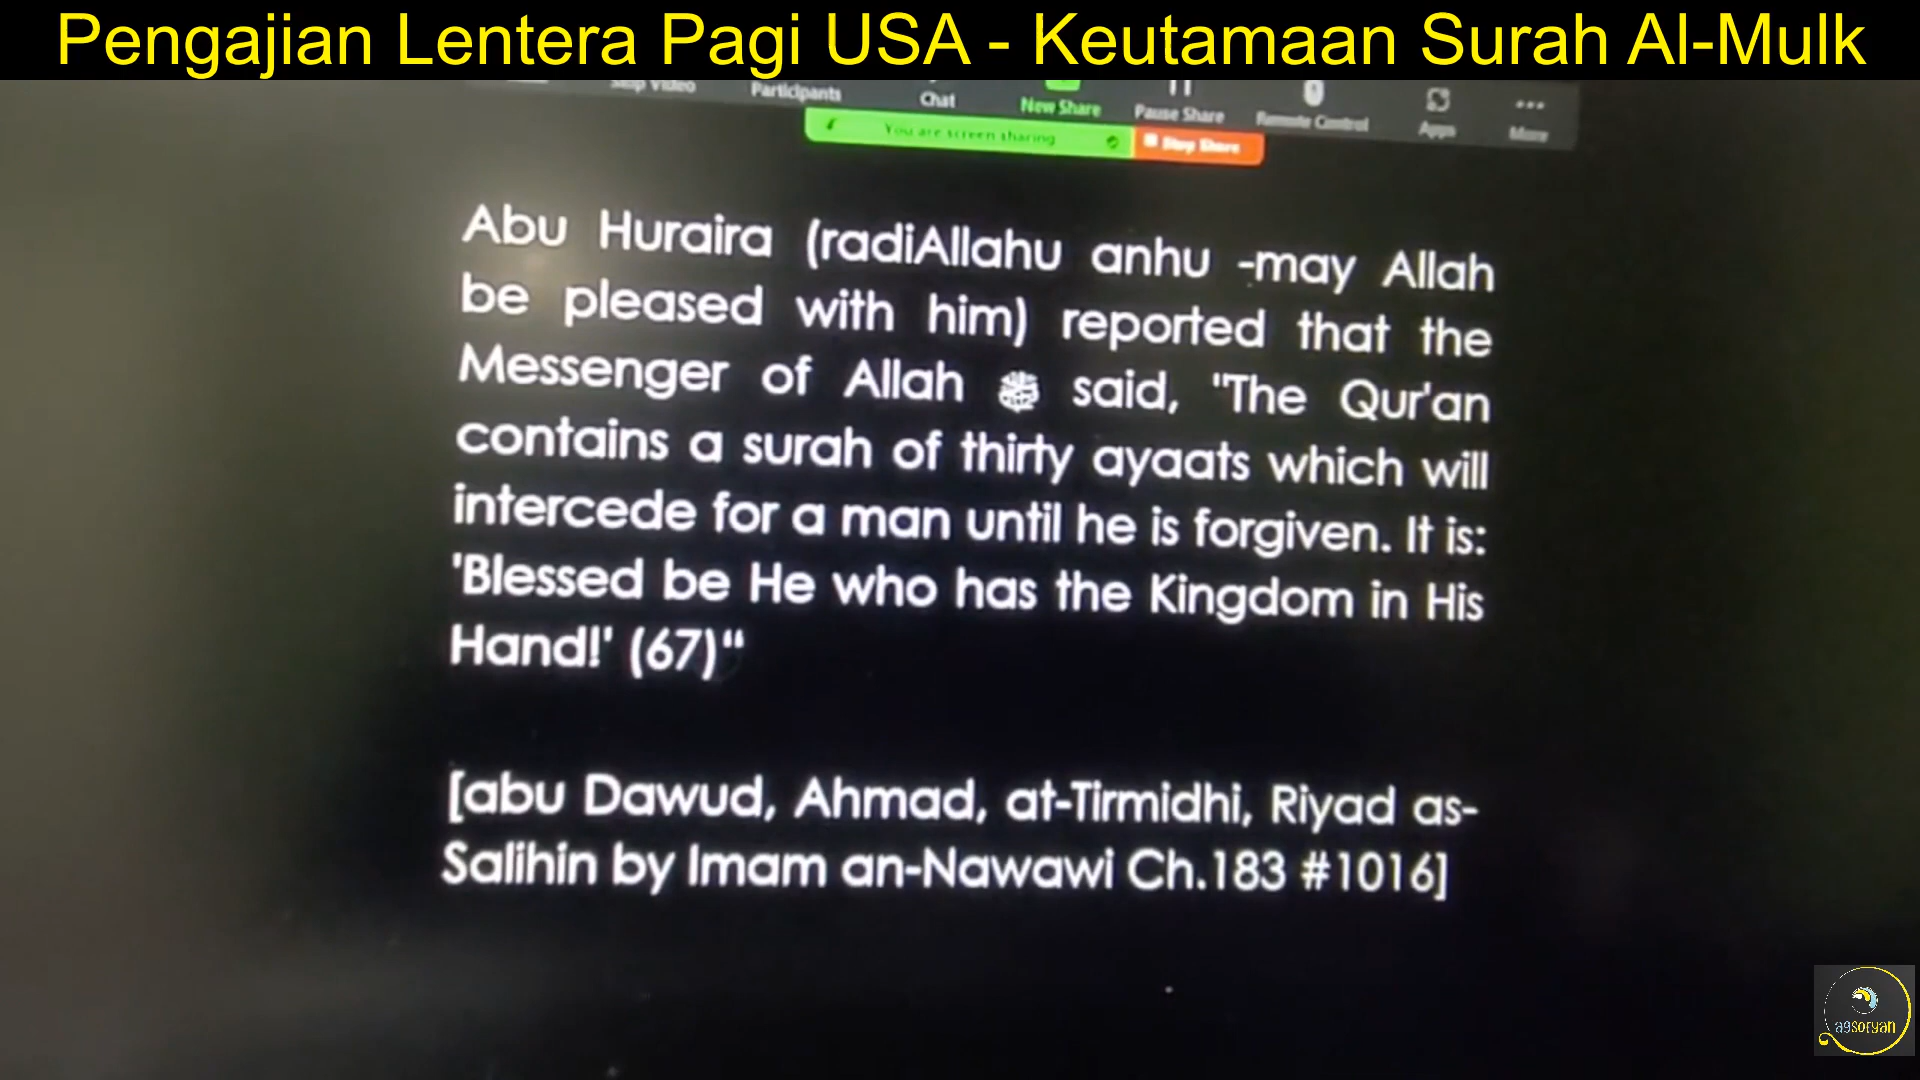 Pengajian Lentera Pagi USA - Keutamaan Surah Al-Mulk
Stop Video Participants Chat New Share Pause Share Remote Control Apps More
You are screen sharing Stop Share
Abu Huraira (radiAllahu anhu -may Allah
be pleased with him) reported that the
Messenger of Allah ﷺ said, "The Qur'an
contains a surah of thirty ayaats which will
intercede for a man until he is forgiven. It is:
'Blessed be He who has the Kingdom in His
Hand!' (67)"
[abu Dawud, Ahmad, at-Tirmidhi, Riyad as-
Salihin by Imam an-Nawawi Ch.183 #1016]
agsoryan